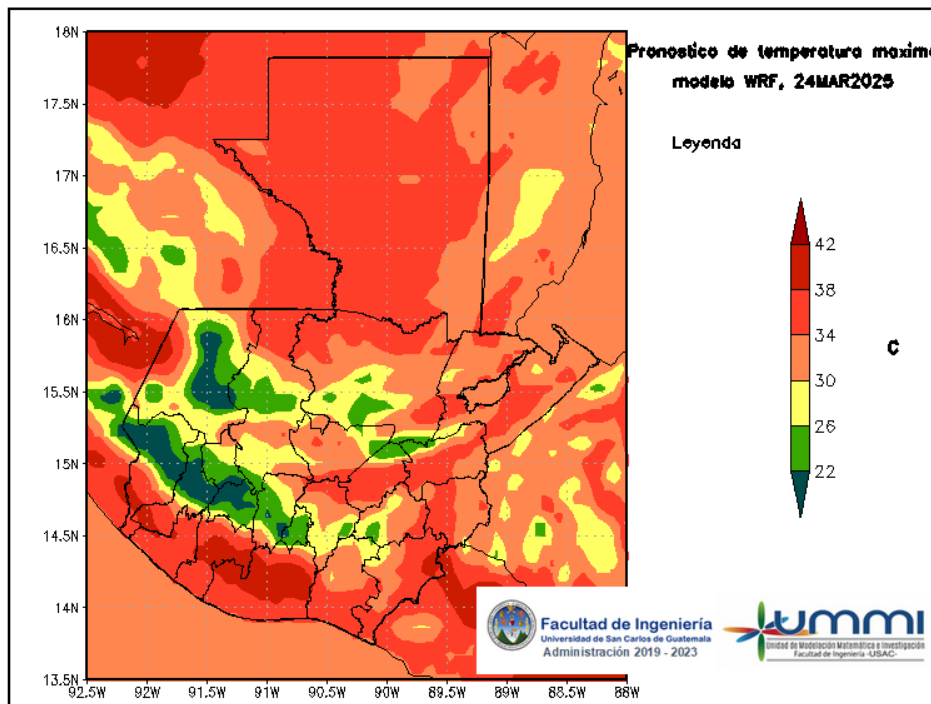 Pronostico de temperatura maxima
modelo WRF, 24MAR2025
Leyenda
42
38
34
30
26
22
C
18N
17.5N
17N
16.5N
16N
15.5N
15N
14.5N
14N
13.5N
92.5W 92W 91.5W 91W 90.5W 90W 89.5W 89W 88.5W 88W
Facultad de Ingeniería
Universidad de San Carlos de Guatemala
Administración 2019 - 2023
ummi
Unidad de Modelación Matemática e Investigación
Facultad de Ingeniería -USAC-